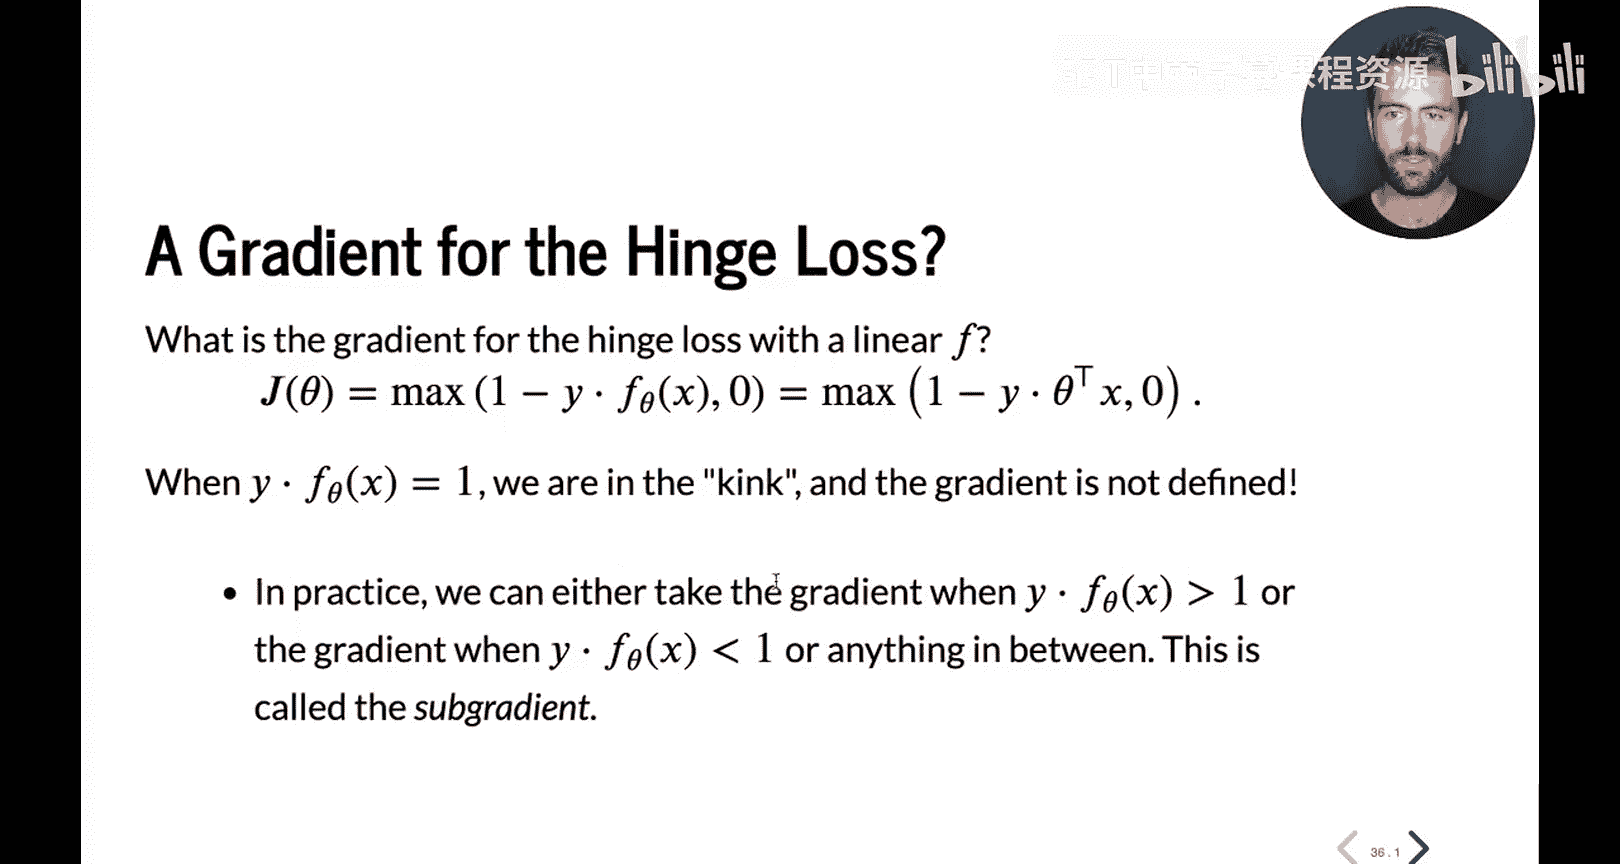 程资源 bilibili
A Gradient for the Hinge Loss?
What is the gradient for the hinge loss with a linear f?
J(θ) = max (1 − y · fθ(x), 0) = max (1 − y · θ⊤ x, 0) .
When y · fθ(x) = 1, we are in the "kink", and the gradient is not defined!
• In practice, we can either take the gradient when y · fθ(x) > 1 or
the gradient when y · fθ(x) < 1 or anything in between. This is
called the subgradient.
36.1